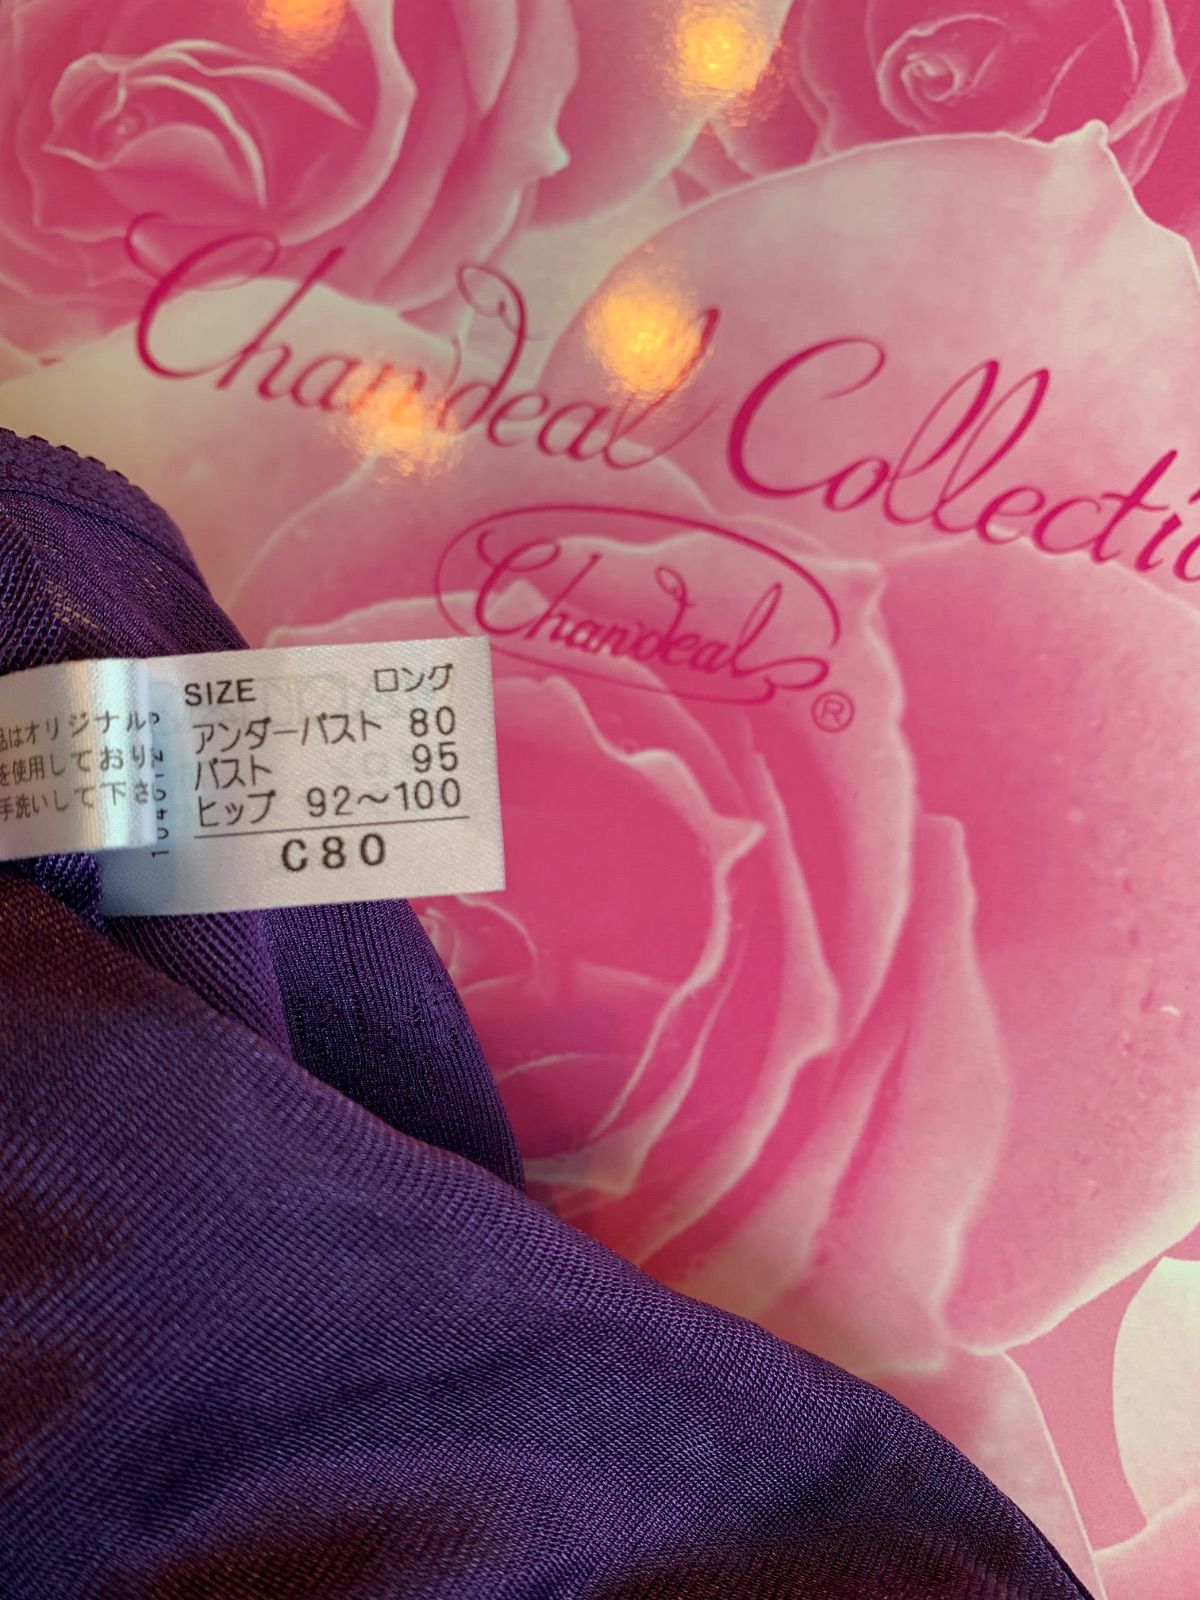 Chandeal Collectio
Chandeal
®
SIZE ロング
アンダーバスト 80
バスト 95
ヒップ 92～100
C80
品はオリジナル
を使用しており
手洗いして下さ